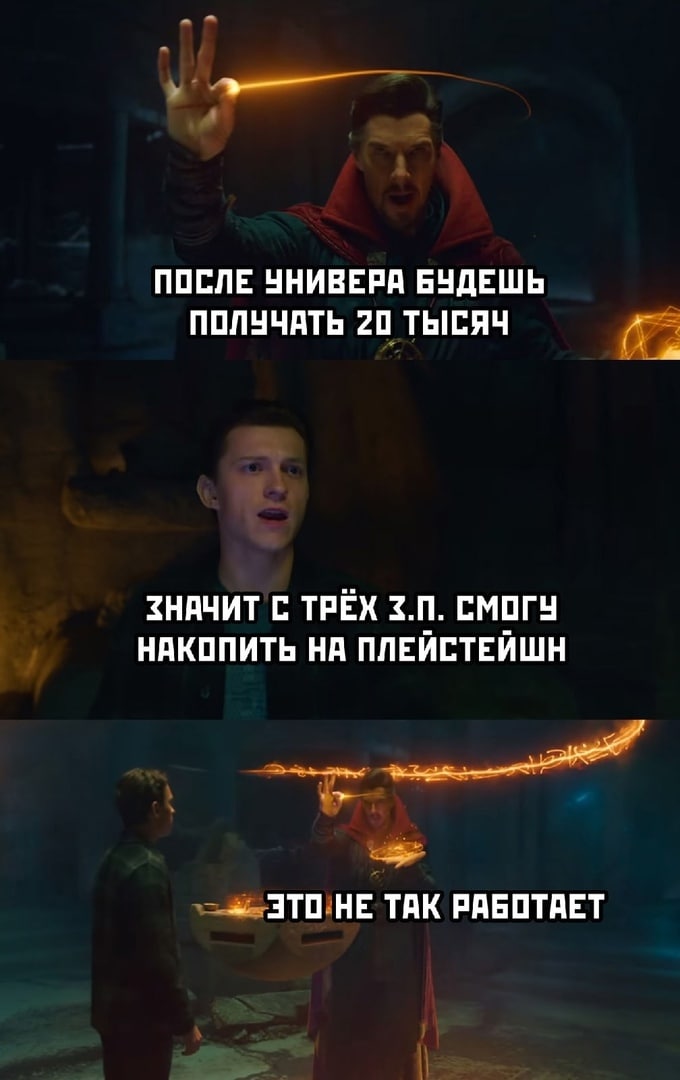 ПОСЛЕ УНИВЕРА БУДЕШЬ
ПОЛУЧАТЬ 20 ТЫСЯЧ
ЗНАЧИТ С ТРЁХ З.П. СМОГУ
НАКОПИТЬ НА ПЛЕЙСТЕЙШН
ЭТО НЕ ТАК РАБОТАЕТ